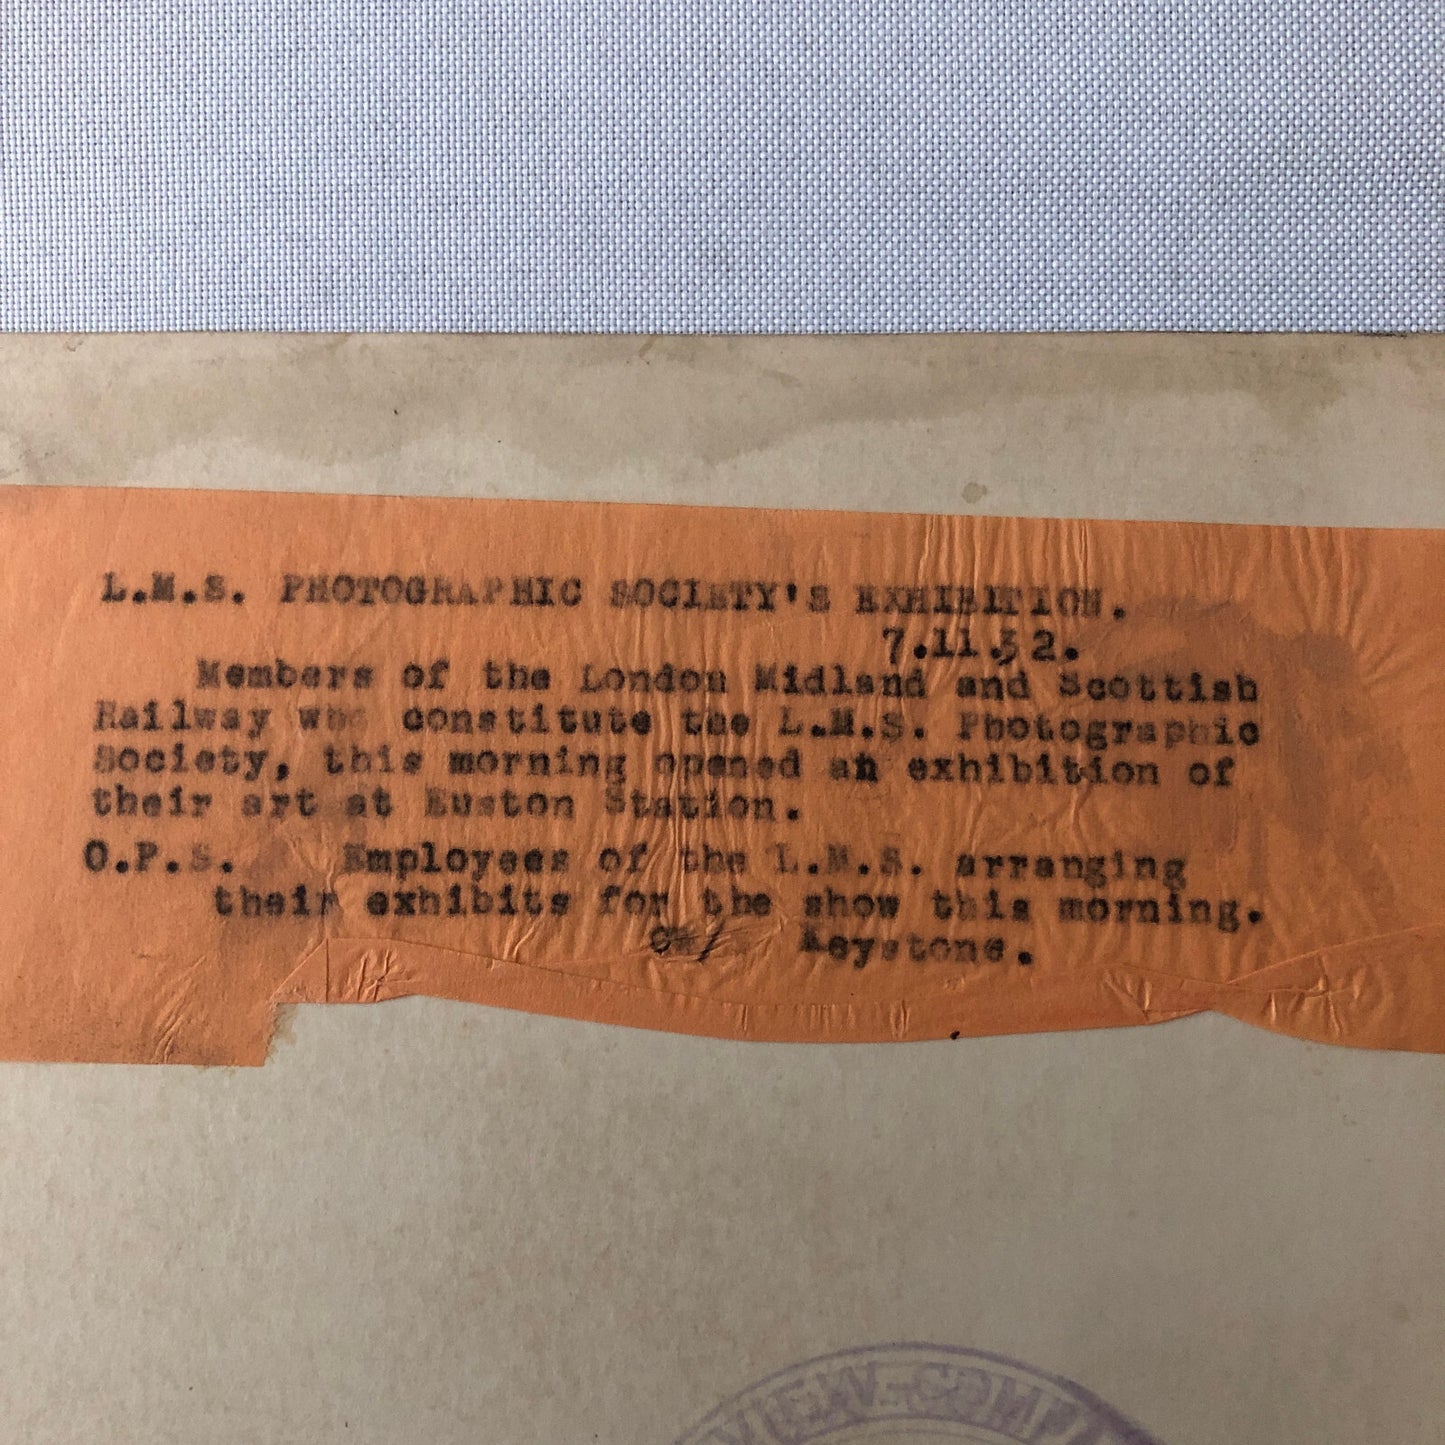 L.M.S. PHOTOGRAPHIC SOCIETY'S EXHIBITION.
7.11.32.
Members of the London Midland and Scottish
Railway who constitute the L.M.S. Photographic
Society, this morning opened an exhibition of
their art at Euston Station.
O.P.S. Employees of the L.M.S. arranging
their exhibits for the show this morning.
Keystone.
VIEW COMP